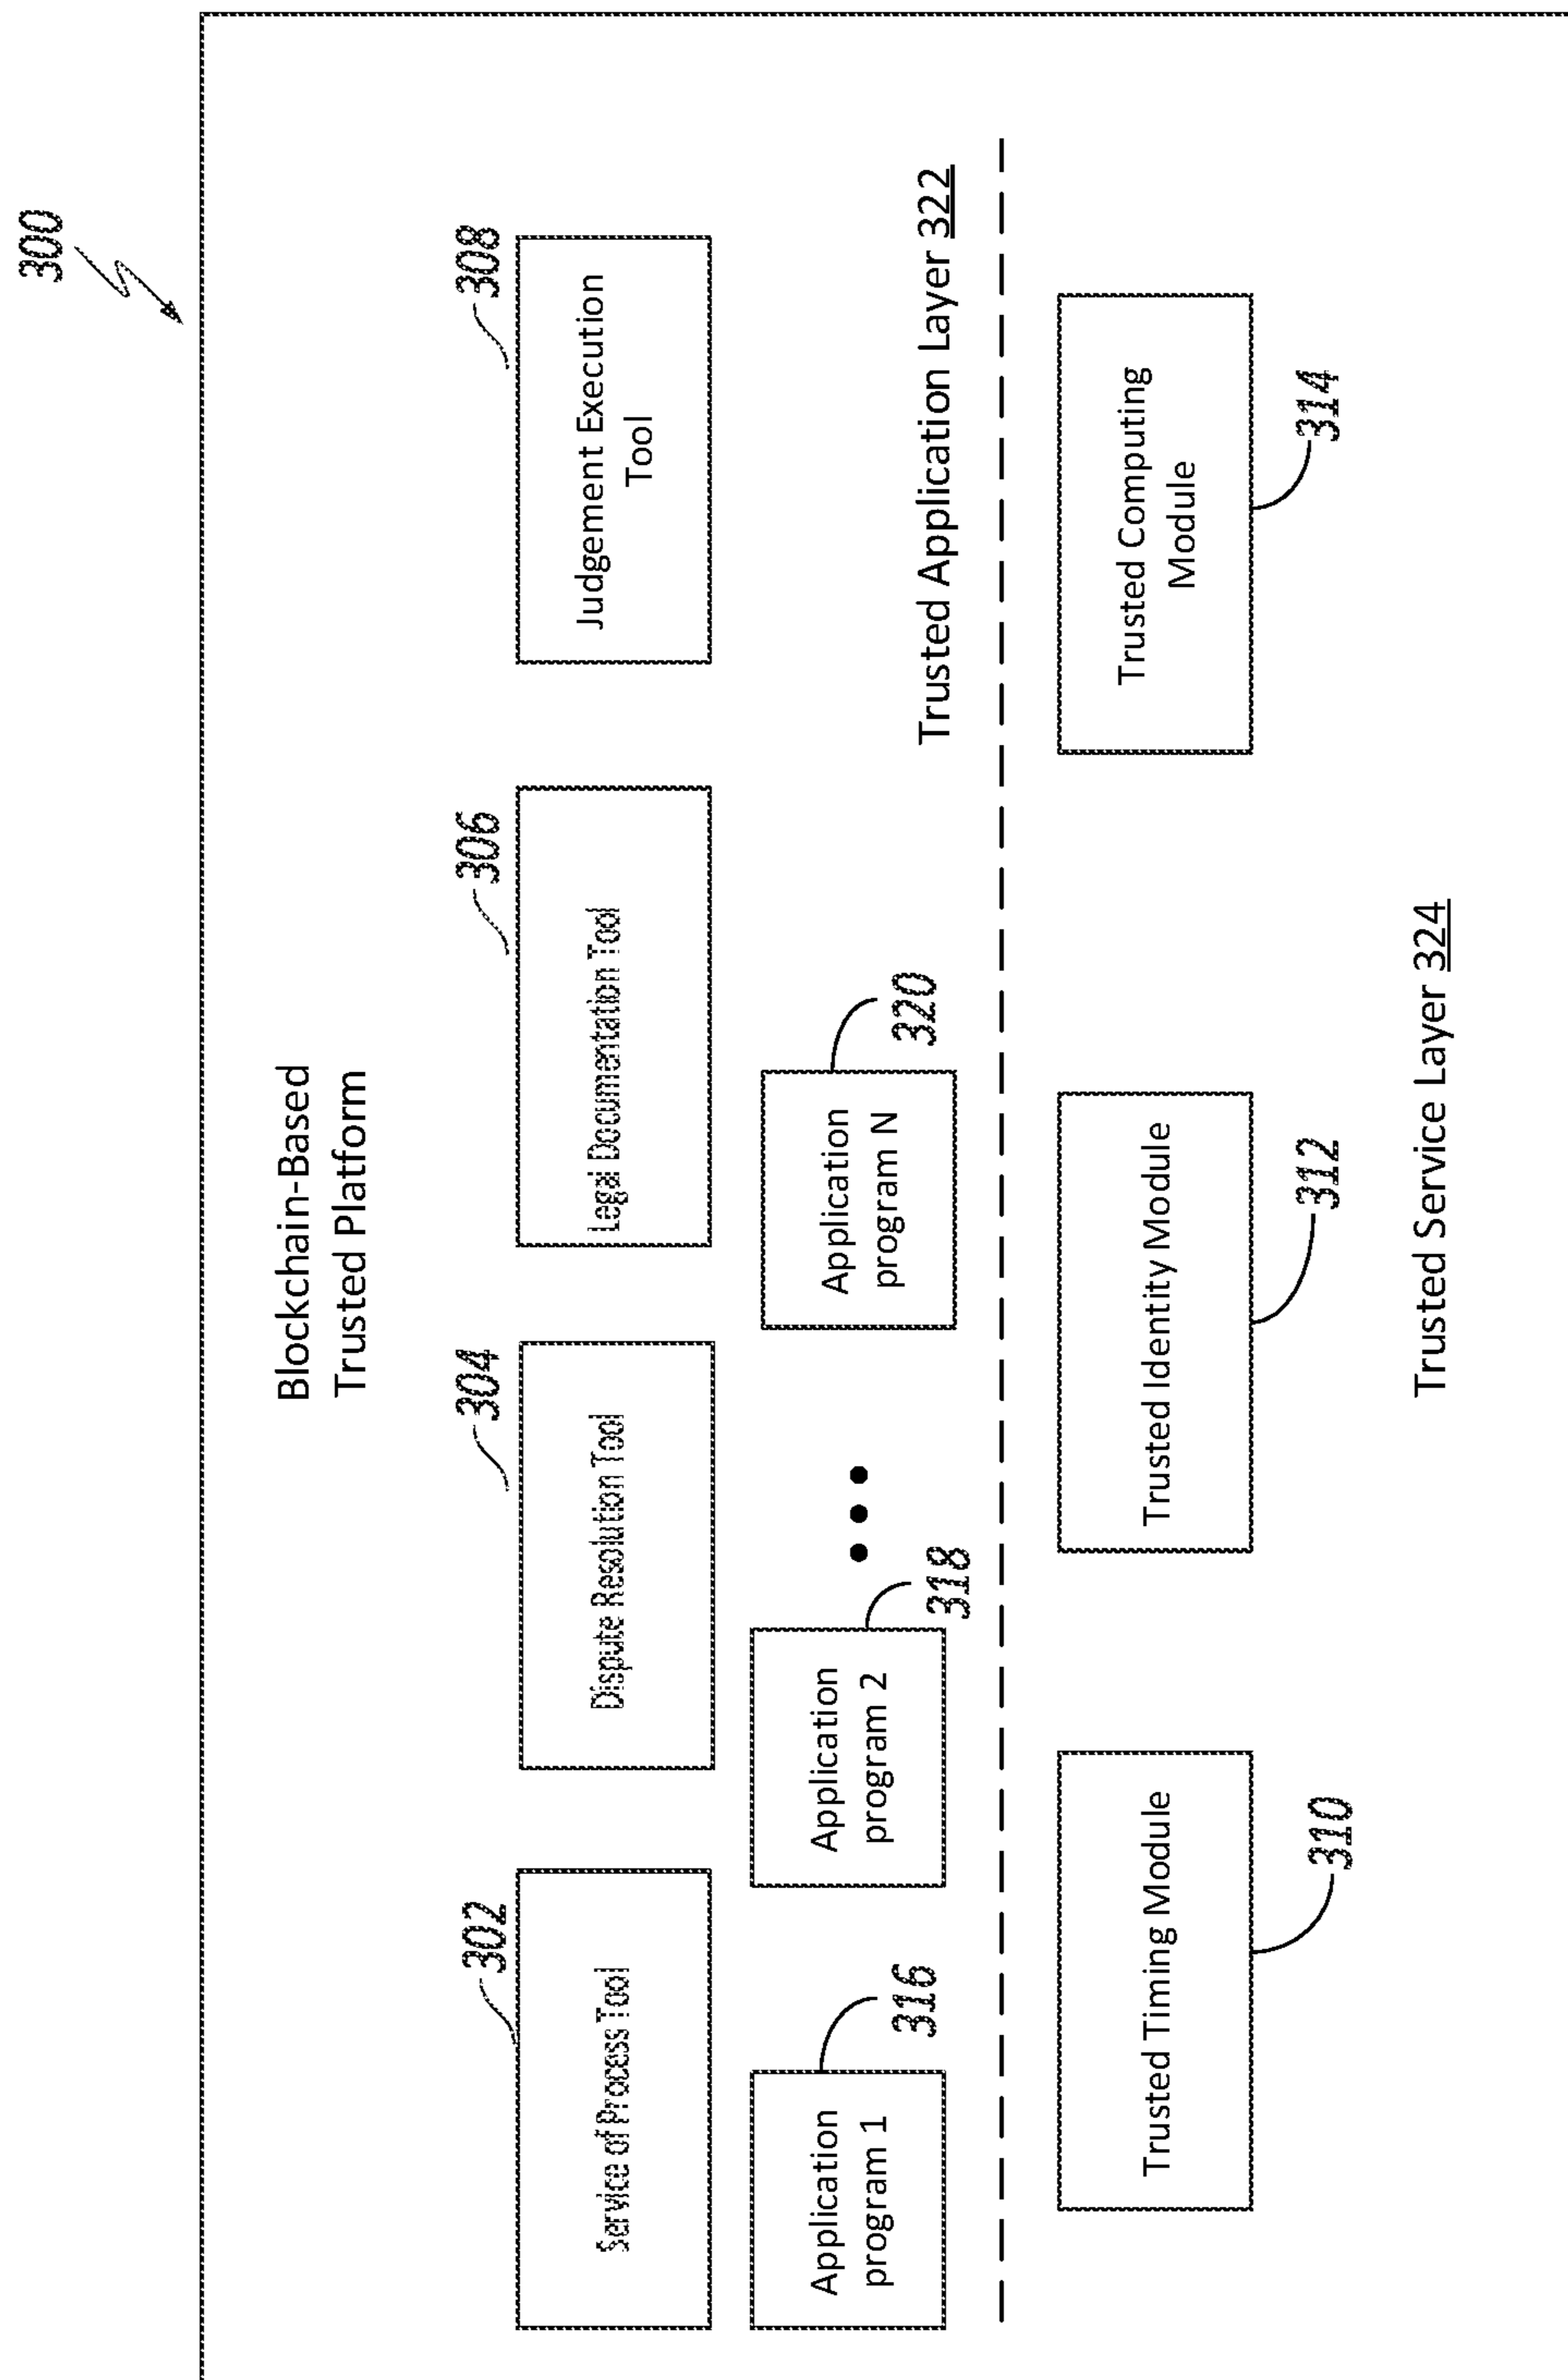 300
Blockchain-Based
Trusted Platform
302
304
306
308
Service of Process Tool
Dispute Resolution Tool
Legal Documentation Tool
Judgement Execution
Tool
Application
program 1
316
Application
program 2
318
Application
program N
320
Trusted Application Layer 322
Trusted Timing Module
Trusted Identity Module
Trusted Computing
Module
310
312
314
Trusted Service Layer 324